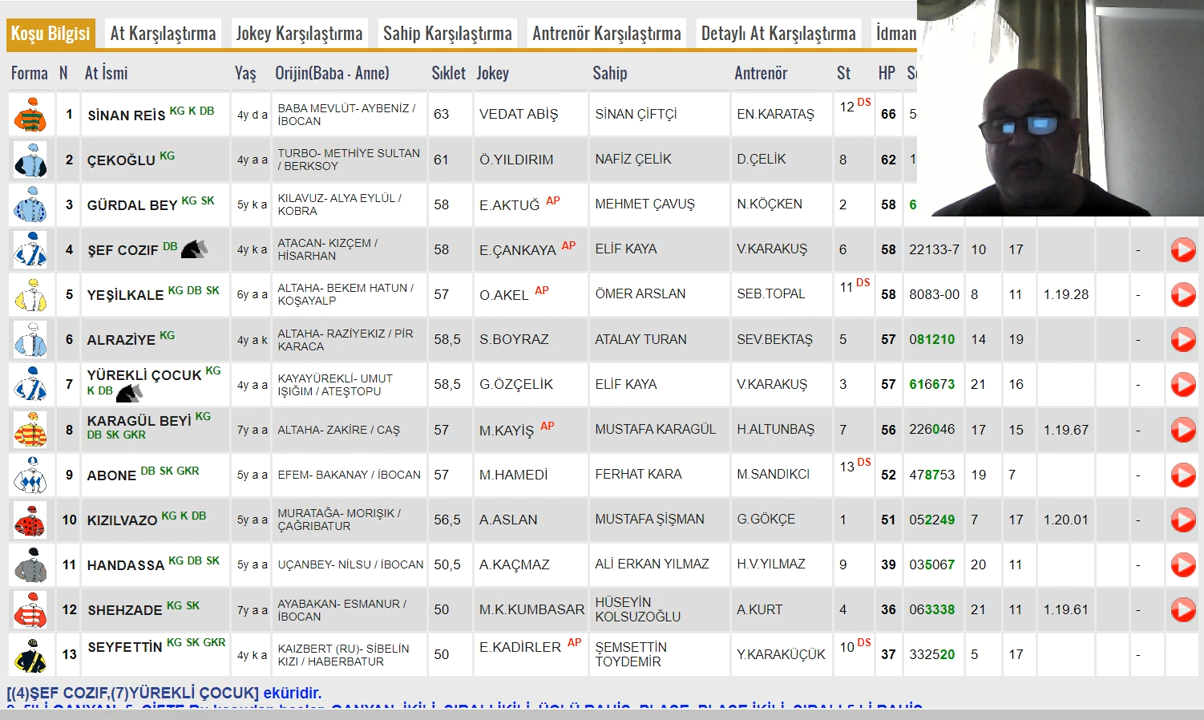 Koşu Bilgisi At Karşılaştırma Jokey Karşılaştırma Sahip Karşılaştırma Antrenör Karşılaştırma Detaylı At Karşılaştırma İdman
Forma N At İsmi Yaş Orijin(Baba - Anne) Sıklet Jokey Sahip Antrenör St HP
1 SİNAN REİS KG K DB 4y d a BABA MEVLÜT- AYBENİZ / İBOCAN 63 VEDAT ABİŞ SİNAN ÇİFTÇİ EN.KARATAŞ 12 DS 66 5
2 ÇEKOĞLU KG 4y a a TURBO- METHİYE SULTAN / BERKSOY 61 Ö.YILDIRIM NAFİZ ÇELİK D.ÇELİK 8 62 1
3 GÜRDAL BEY KG SK 5y k a KILAVUZ- ALYA EYLÜL / KOBRA 58 E.AKTUĞ AP MEHMET ÇAVUŞ N.KÖÇKEN 2 58 6
4 ŞEF COZIF DB 4y k a ATACAN- KIZÇEM / HİSARHAN 58 E.ÇANKAYA AP ELİF KAYA V.KARAKUŞ 6 58 22133-7 10 17 -
5 YEŞİLKALE KG DB SK 6y a a ALTAHA- BEKEM HATUN / KOŞAYALP 57 O.AKEL AP ÖMER ARSLAN SEB.TOPAL 11 DS 58 8083-00 8 11 1.19.28 -
6 ALRAZİYE KG 4y a k ALTAHA- RAZİYEKIZ / PİR KARACA 58,5 S.BOYRAZ ATALAY TURAN SEV.BEKTAŞ 5 57 081210 14 19 -
7 YÜREKLİ ÇOCUK KG K DB 4y a a KAYAYÜREKLİ- UMUT IŞIĞIM / ATEŞTOPU 58,5 G.ÖZÇELİK ELİF KAYA V.KARAKUŞ 3 57 616673 21 16 -
8 KARAGÜL BEYİ KG DB SK GKR 7y a a ALTAHA- ZAKİRE / CAŞ 57 M.KAYİŞ AP MUSTAFA KARAGÜL H.ALTUNBAŞ 7 56 226046 17 15 1.19.67 -
9 ABONE DB SK GKR 5y a a EFEM- BAKANAY / İBOCAN 57 M.HAMEDİ FERHAT KARA M.SANDIKCI 13 DS 52 478753 19 7 -
10 KIZILVAZO KG K DB 5y a a MURATAĞA- MORIŞIK / ÇAĞRIBATUR 56,5 A.ASLAN MUSTAFA ŞİŞMAN G.GÖKÇE 1 51 052249 7 17 1.20.01 -
11 HANDASSA KG DB SK 5y a a UÇANBEY- NİLSU / İBOCAN 50,5 A.KAÇMAZ ALİ ERKAN YILMAZ H.V.YILMAZ 9 39 035067 20 11 -
12 SHEHZADE KG SK 7y a a AYABAKAN- ESMANUR / İBOCAN 50 M.K.KUMBASAR HÜSEYİN KOLSUZOĞLU A.KURT 4 36 063338 21 11 1.19.61 -
13 SEYFETTİN KG SK GKR 4y k a KAIZBERT (RU)- SİBELİN KIZI / HABERBATUR 50 E.KADİRLER AP ŞEMSETTİN TOYDEMİR Y.KARAKÜÇÜK 10 DS 37 332520 5 17 -
[(4)ŞEF COZIF,(7)YÜREKLİ ÇOCUK] eküridir.